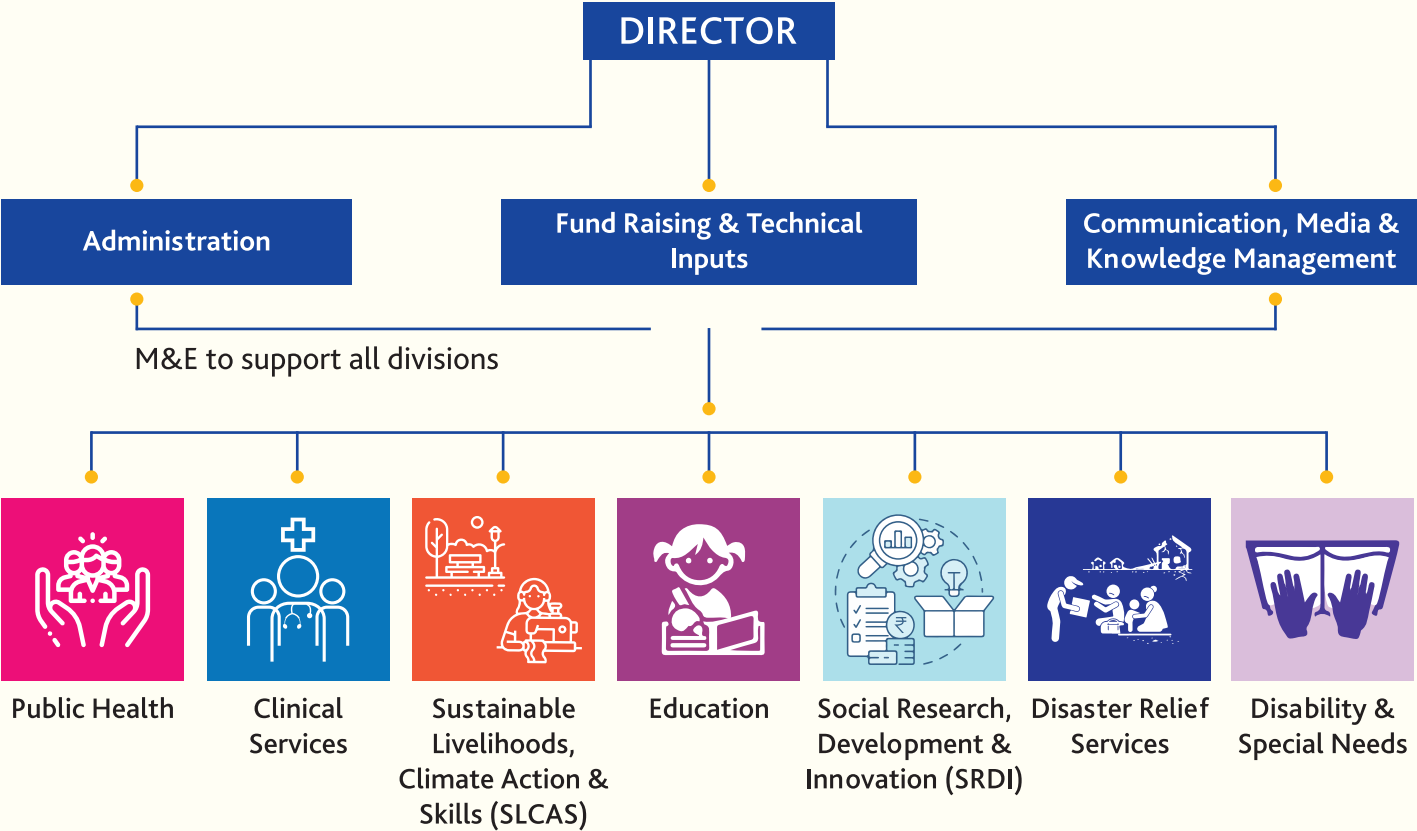 DIRECTOR
Administration
Fund Raising & Technical
Inputs
Communication, Media &
Knowledge Management
M&E to support all divisions
₹
Public Health
Clinical
Services
Sustainable
Livelihoods,
Climate Action &
Skills (SLCAS)
Education
Social Research,
Development &
Innovation (SRDI)
Disaster Relief
Services
Disability &
Special Needs